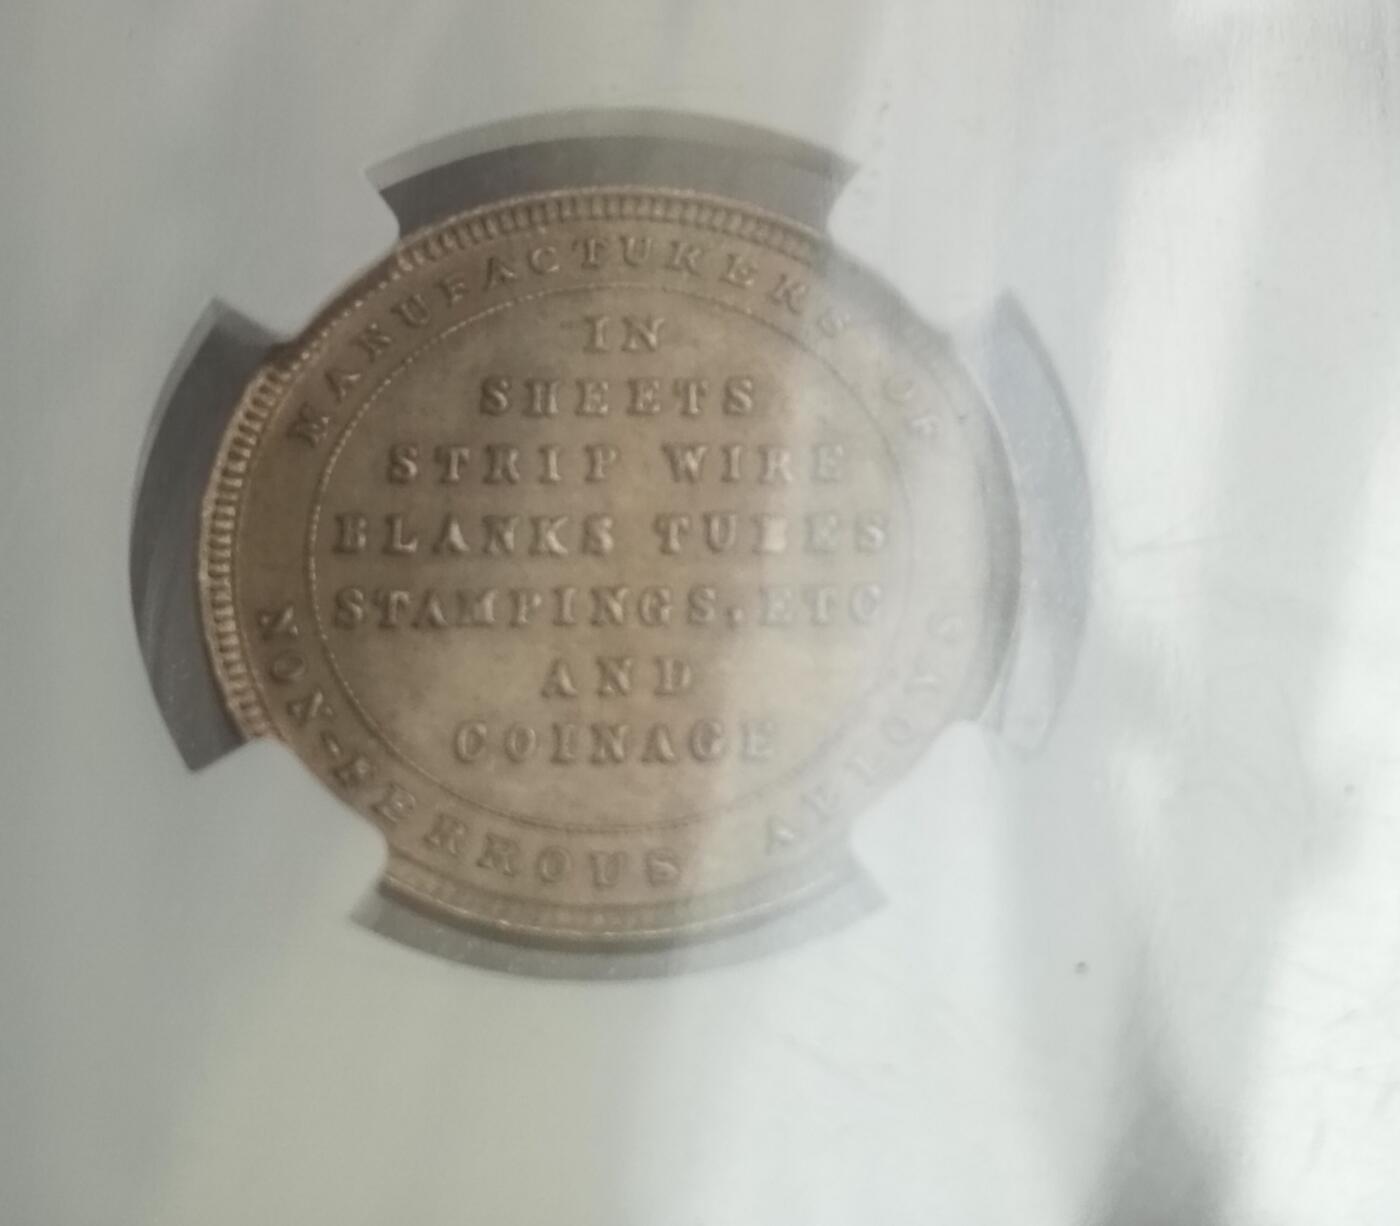 MANUFACTURERS OF
IN
SHEETS
STRIP WIRE
BLANKS TUBES
STAMPINGS.ETC
AND
COINAGE
NON-FERROUS ALLOYS